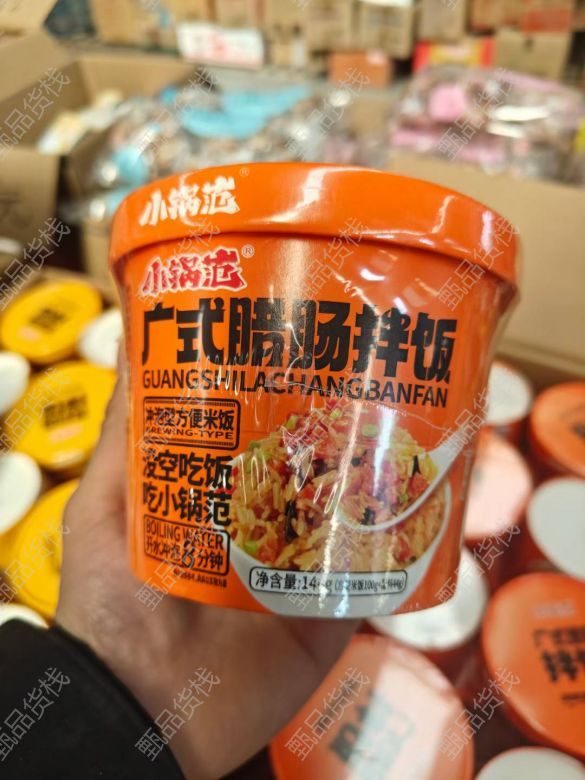 小锅范®
小锅范®
广式腊肠拌饭
GUANGSHILACHANGBANFAN
冲泡型方便米饭
BREWING-TYPE
没空吃饭
吃小锅范
BOILING WATER
开水冲泡8分钟
净含量:144g
甄品货栈